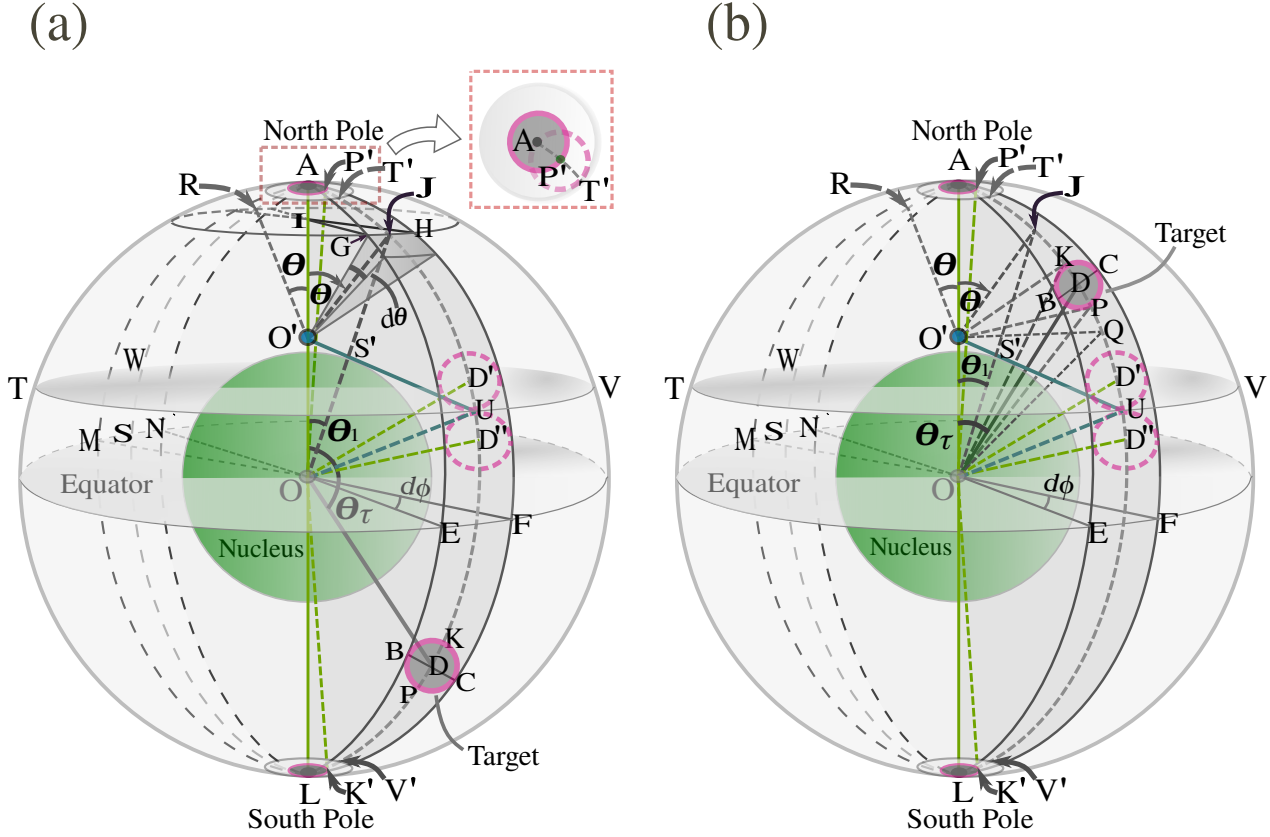 (a)
North Pole
A P' T'
R J
I G H
Θ Θ
dθ
O' S'
W
T V
D'
U
D''
M S N
Θ1
Equator
O
dϕ
Θτ
E F
Nucleus
B K
D
P C
Target
L K' V'
South Pole
A
P'
T'
(b)
North Pole
A P' T'
R J
Target
K C
D
B P
Q
Θ Θ
O' S'
W
Θ1
T V
D'
U
D''
M S N
Θτ
Equator
O
dϕ
E F
Nucleus
L K' V'
South Pole